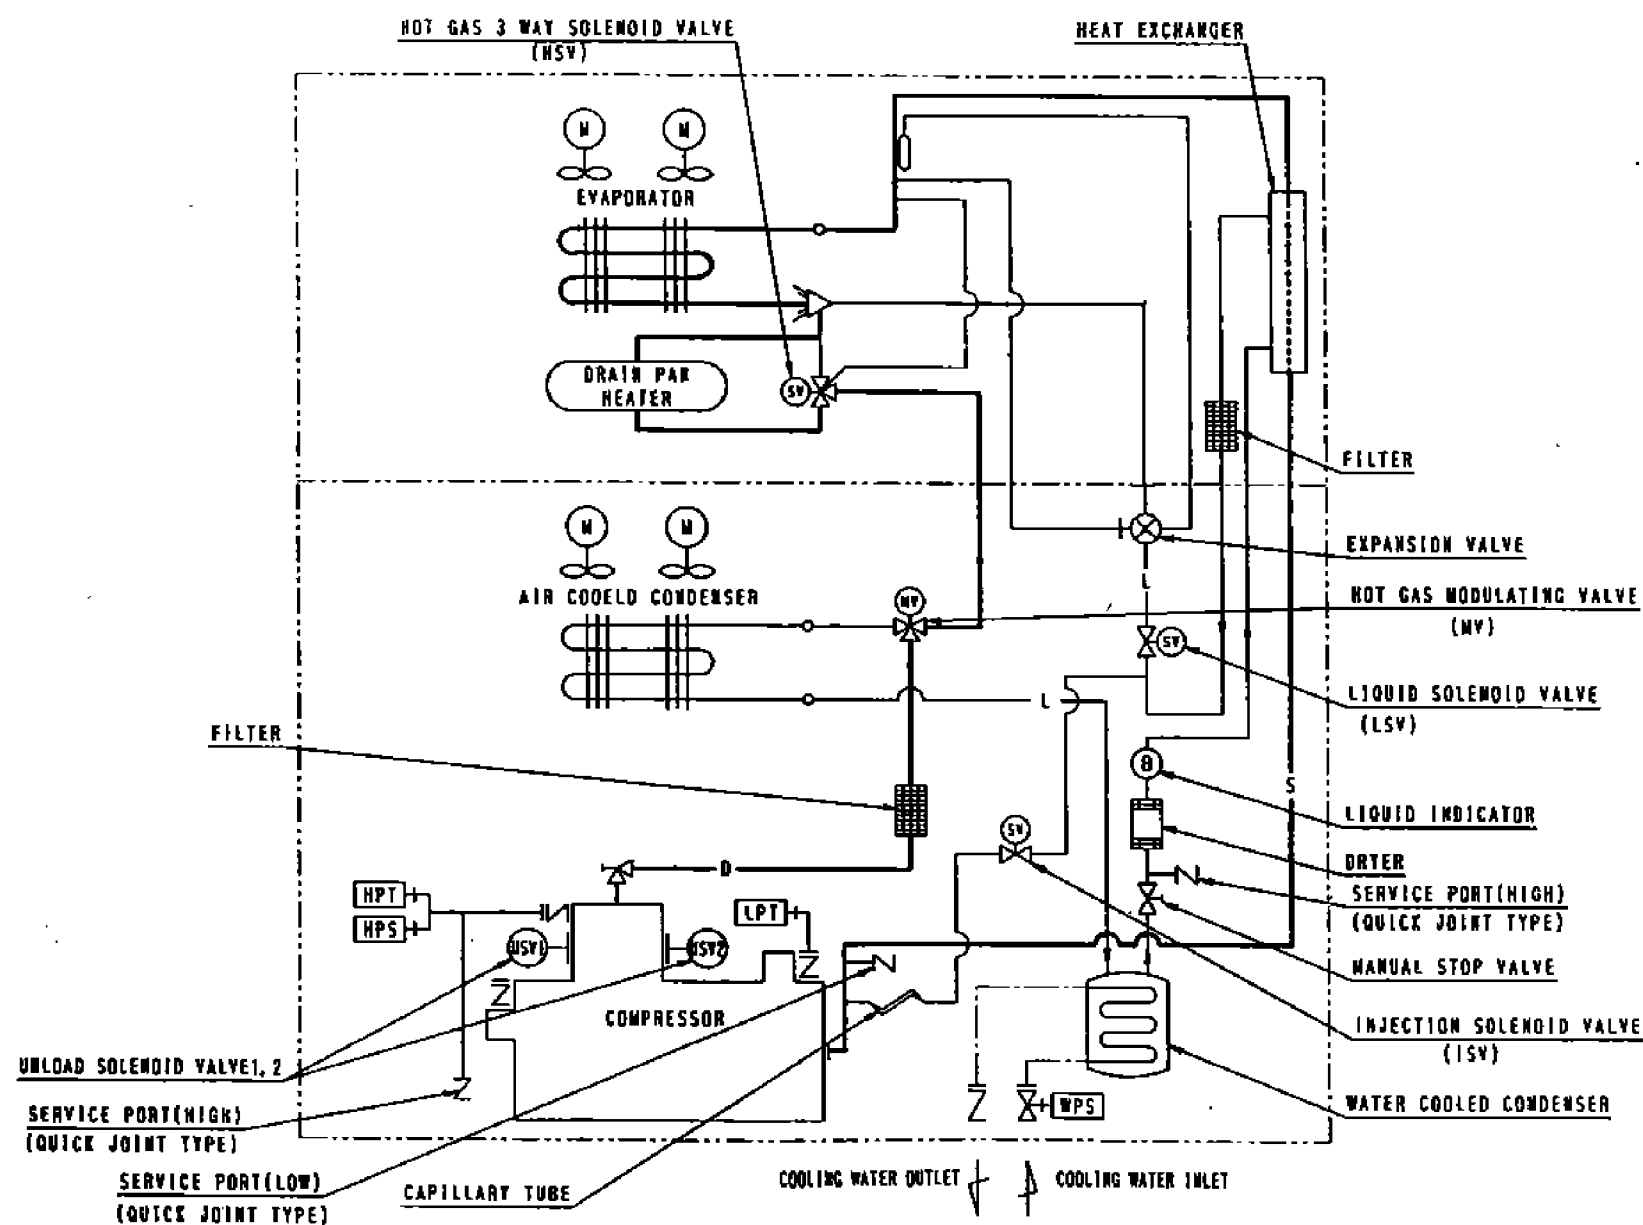 HOT GAS 3 WAY SOLENOID VALVE
(HSV)
HEAT EXCHANGER
M
M
EVAPORATOR
DRAIN PAN
HEATER
SV
FILTER
M
M
EXPANSION VALVE
L
AIR COOELD CONDENSER
MV
HOT GAS MODULATING VALVE
(MV)
SV
LIQUID SOLENOID VALVE
(LSV)
L
FILTER
S
LIQUID INDICATOR
SV
D
DRYER
HPT
HPS
LPT
SERVICE PORT(HIGH)
(QUICK JOINT TYPE)
USV1
USV2
MANUAL STOP VALVE
COMPRESSOR
INJECTION SOLENOID VALVE
(ISV)
UNLOAD SOLENOID VALVE1,2
SERVICE PORT(HIGH)
(QUICK JOINT TYPE)
WPS
WATER COOLED CONDENSER
SERVICE PORT(LOW)
(QUICK JOINT TYPE)
CAPILLARY TUBE
COOLING WATER OUTLET
COOLING WATER INLET